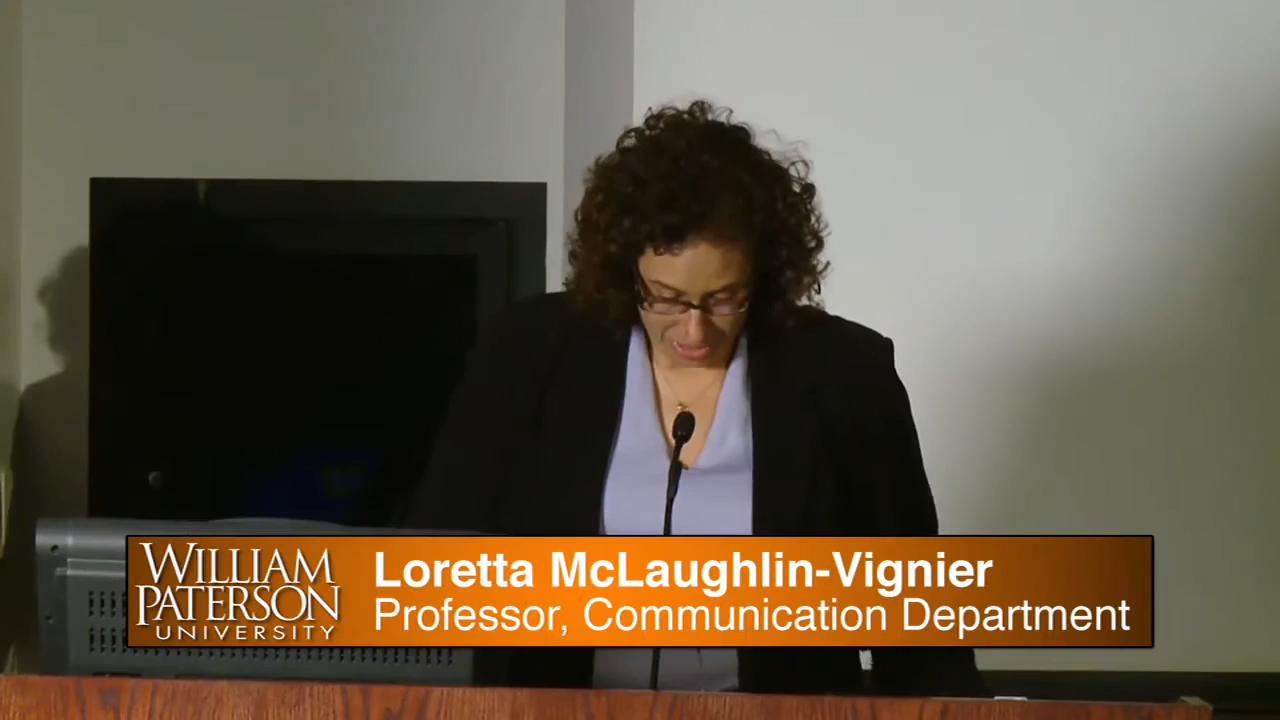 WILLIAM
PATERSON
UNIVERSITY
Loretta McLaughlin-Vignier
Professor, Communication Department